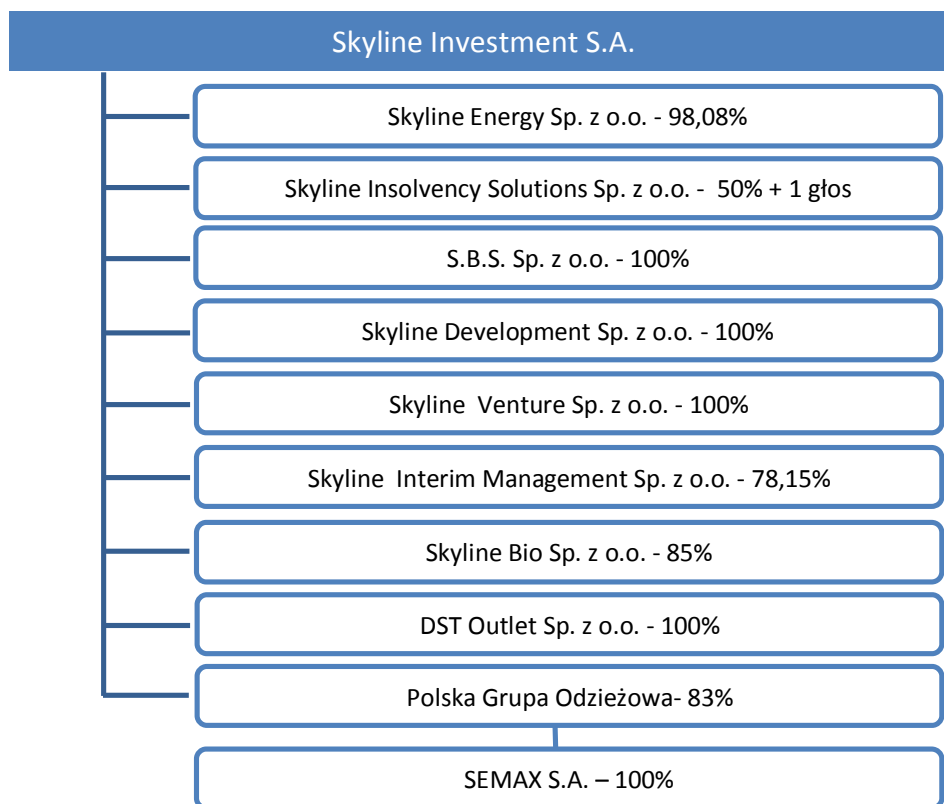 Skyline Investment S.A.
Skyline Energy Sp. z o.o. - 98,08%
Skyline Insolvency Solutions Sp. z o.o. - 50% + 1 głos
S.B.S. Sp. z o.o. - 100%
Skyline Development Sp. z o.o. - 100%
Skyline Venture Sp. z o.o. - 100%
Skyline Interim Management Sp. z o.o. - 78,15%
Skyline Bio Sp. z o.o. - 85%
DST Outlet Sp. z o.o. - 100%
Polska Grupa Odzieżowa- 83%
SEMAX S.A. – 100%